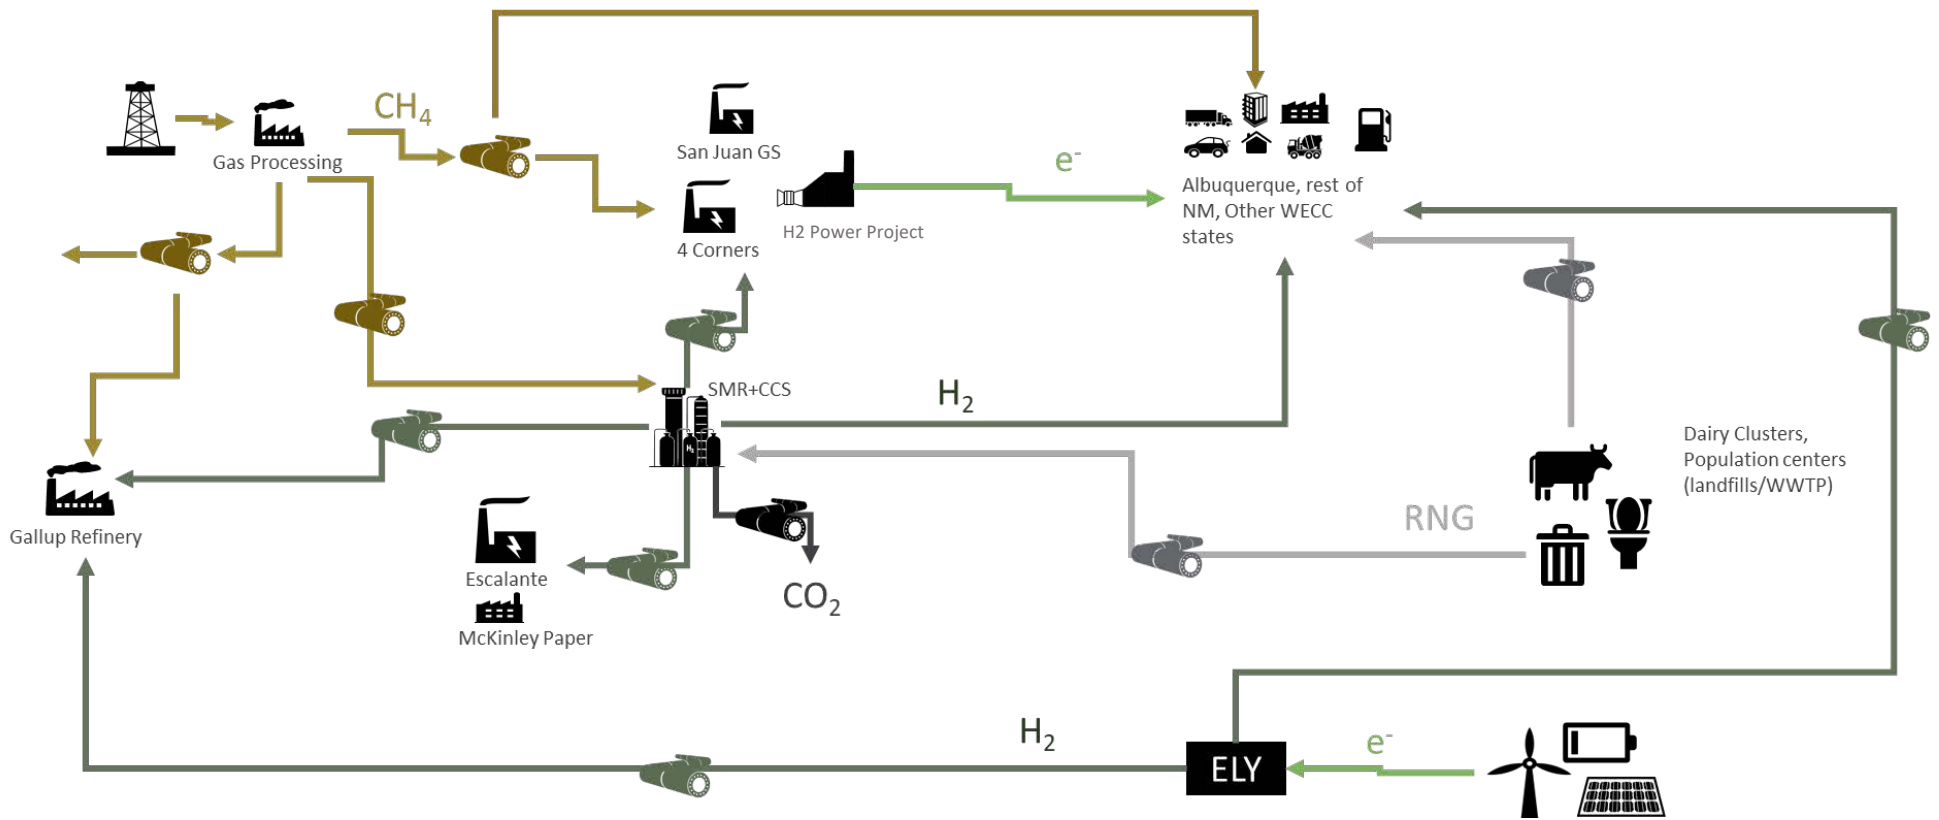 CH₄
Gas Processing
San Juan GS
4 Corners
H2 Power Project
e⁻
Albuquerque, rest of
NM, Other WECC
states
SMR+CCS
H₂
H₂
Gallup Refinery
Escalante
McKinley Paper
CO₂
RNG
Dairy Clusters,
Population centers
(landfills/WWTP)
H₂
ELY
e⁻